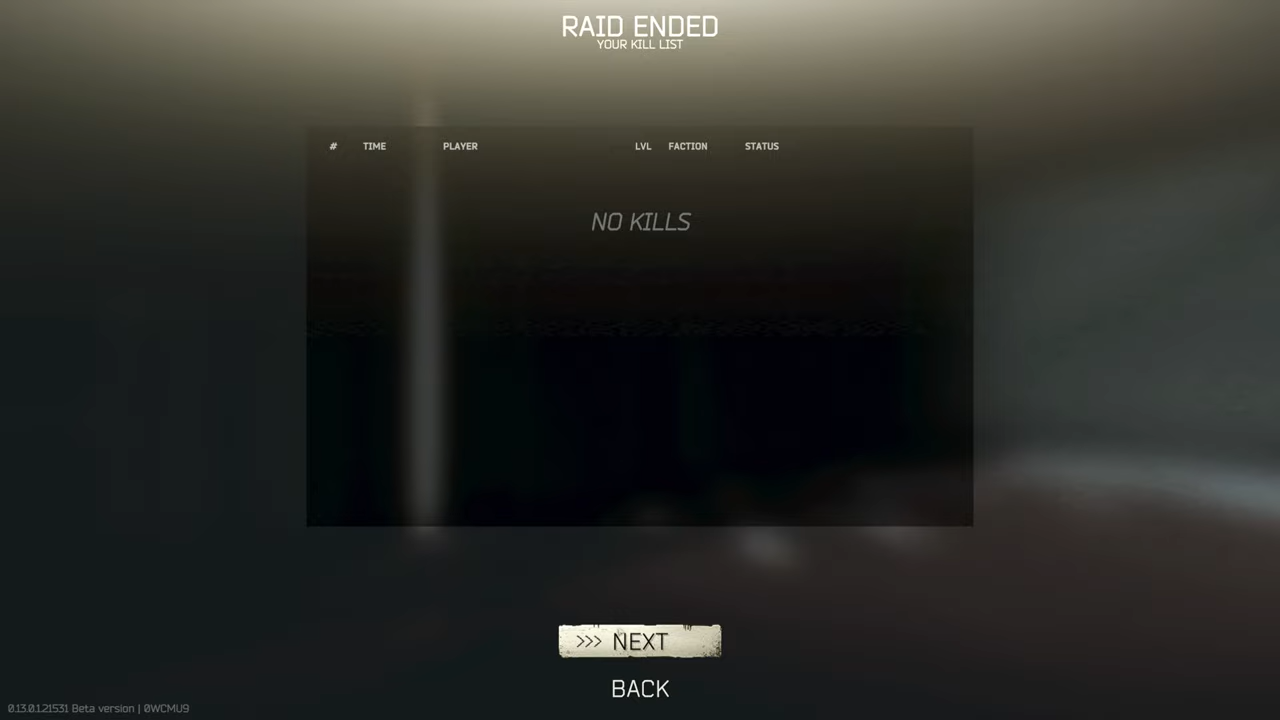 RAID ENDED
YOUR KILL LIST
# TIME PLAYER LVL FACTION STATUS
NO KILLS
>>> NEXT
BACK
0.13.0.1.21531 Beta version | 0WCMU9